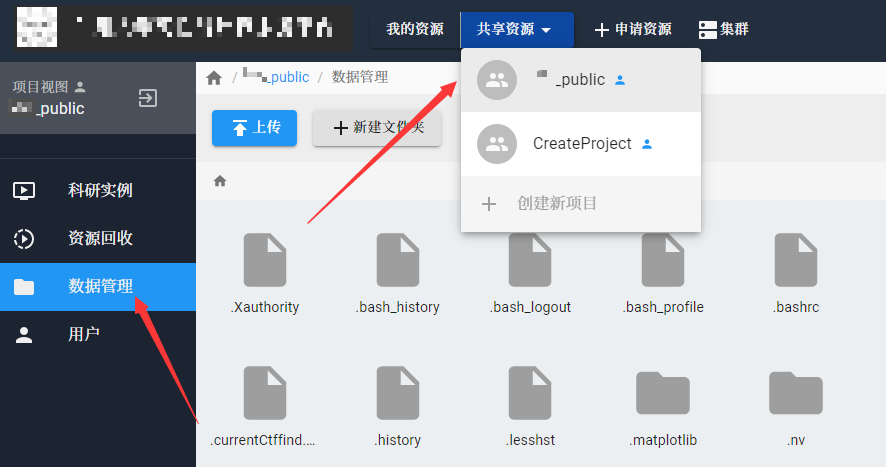 我的资源
共享资源
申请资源
集群
项目视图
_public
科研实例
资源回收
数据管理
用户
/ _public / 数据管理
上传
新建文件夹
_public
CreateProject
创建新项目
.Xauthority
.bash_history
.bash_logout
.bash_profile
.bashrc
.currentCtffind....
.history
.lesshst
.matplotlib
.nv